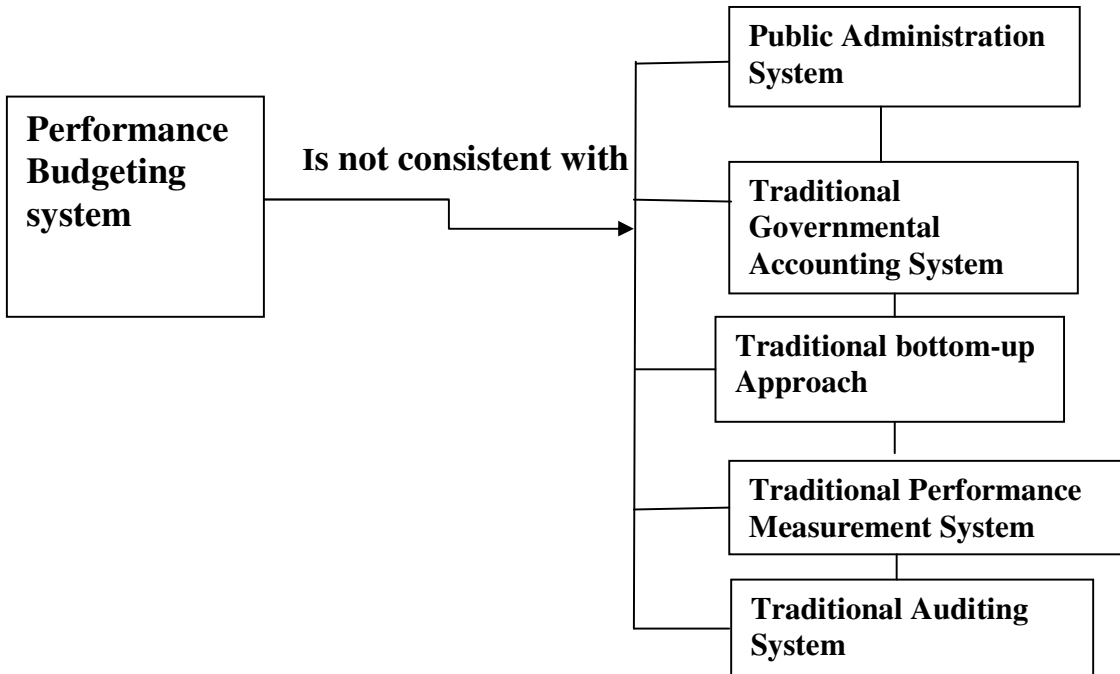 Performance
Budgeting
system
Is not consistent with
Public Administration
System
Traditional
Governmental
Accounting System
Traditional bottom-up
Approach
Traditional Performance
Measurement System
Traditional Auditing
System